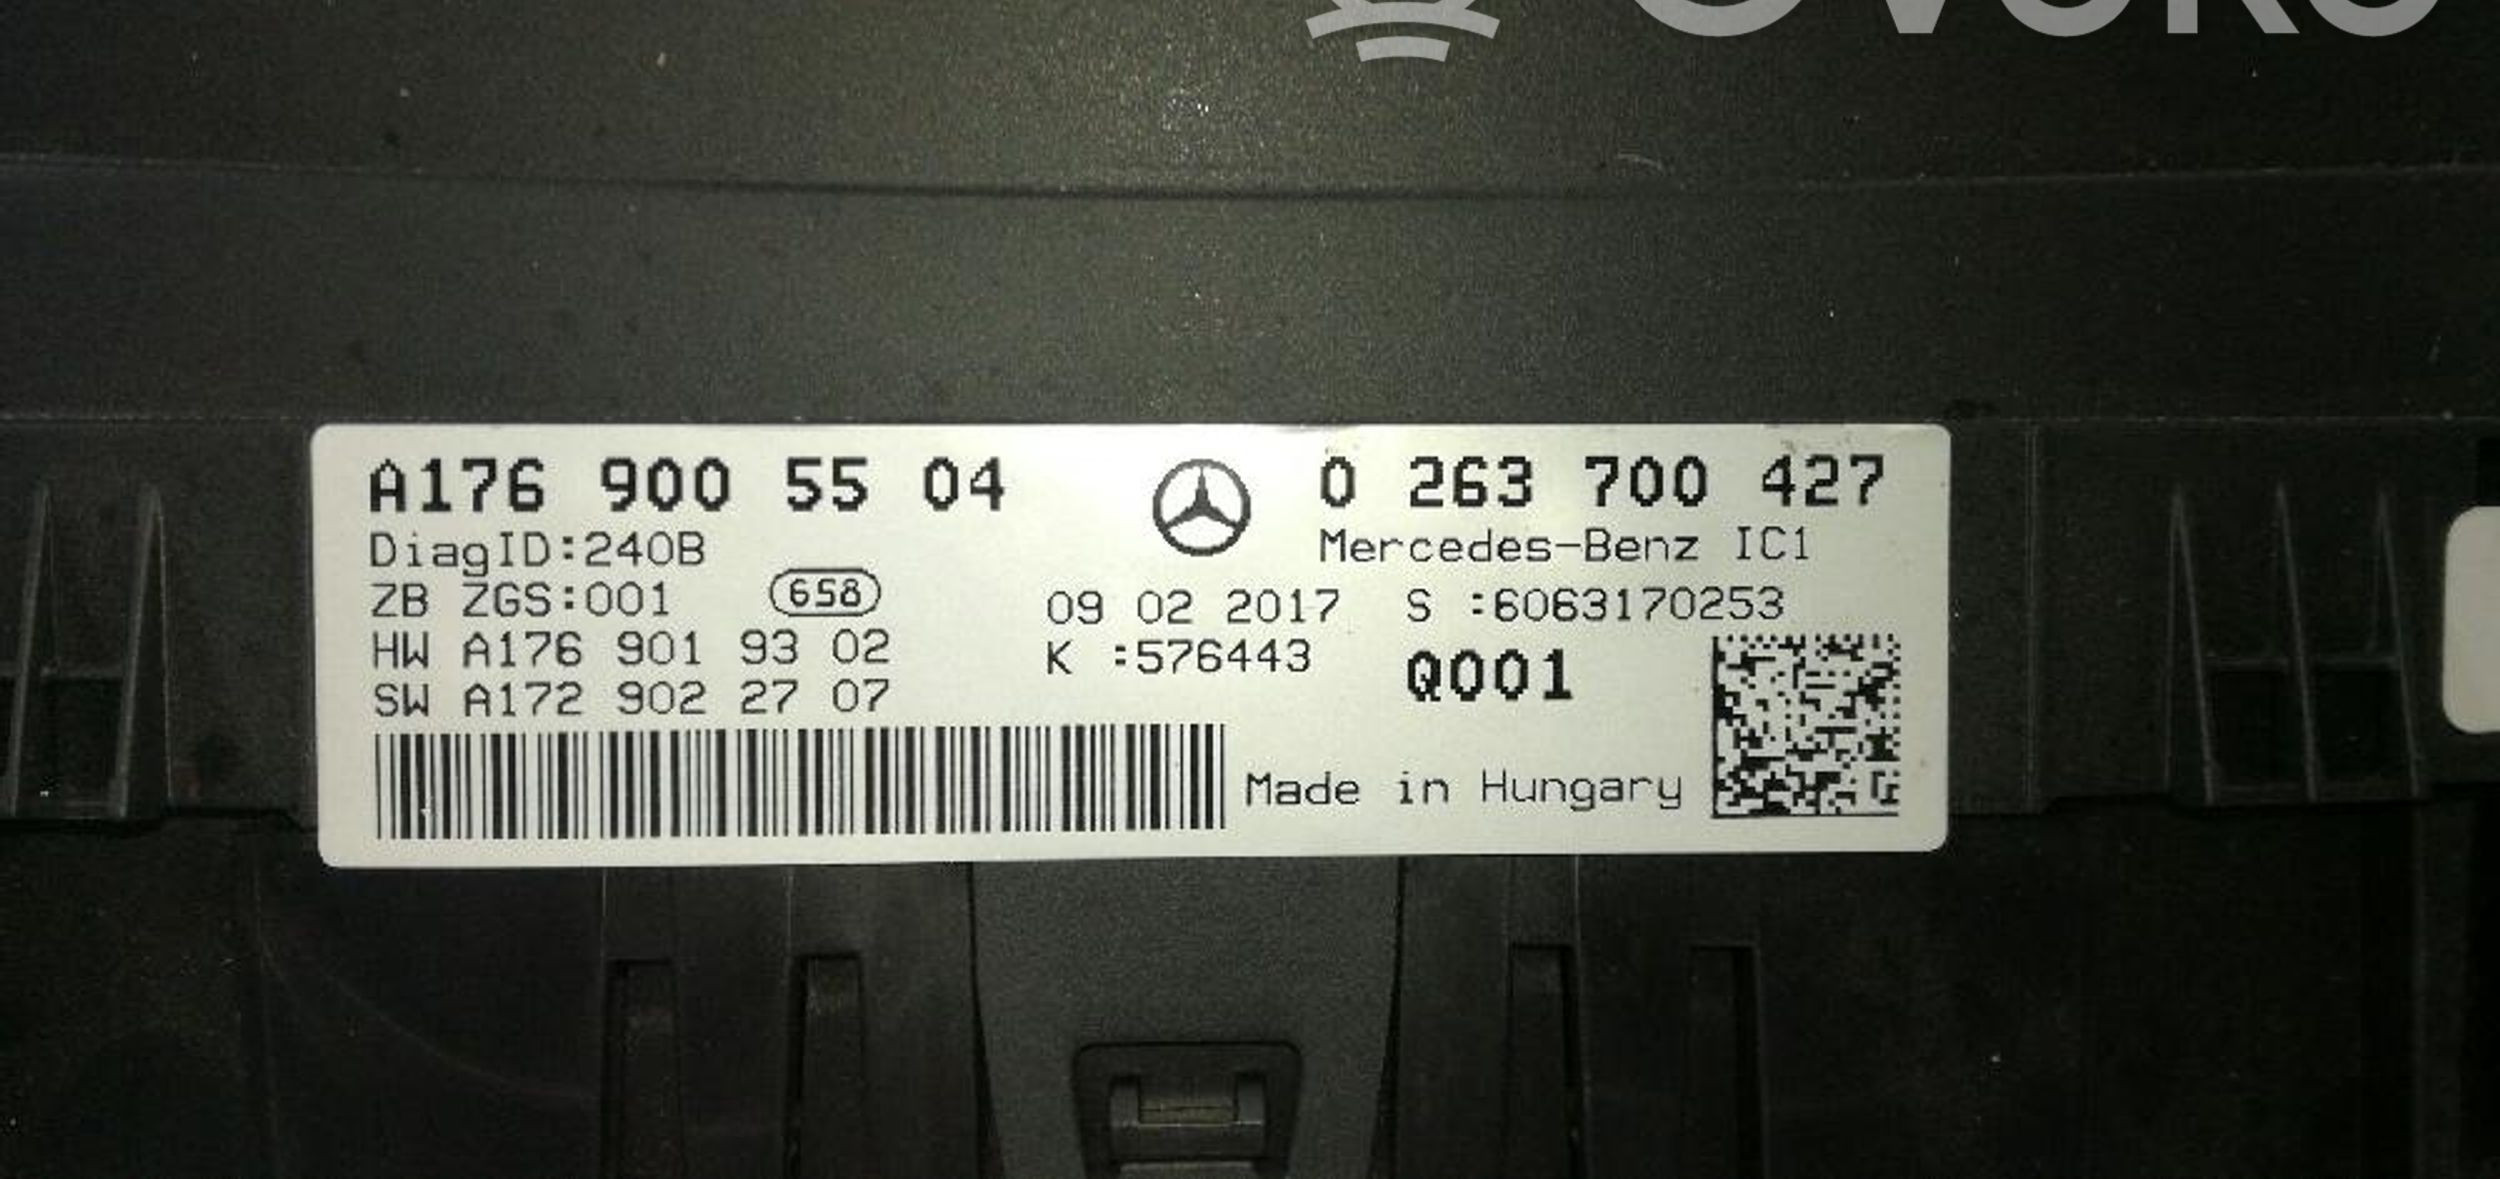 A176 900 55 04
0 263 700 427
DiagID:240B
Mercedes-Benz IC1
ZB ZGS:001
658
09 02 2017
S :6063170253
HW A176 901 93 02
K :576443
Q001
SW A172 902 27 07
Made in Hungary